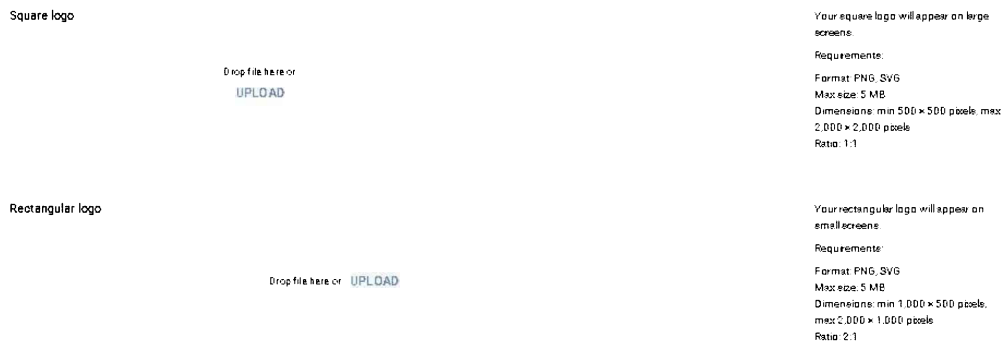 Square logo
Your square logo will appear on large
screens.
Requirements:
Drop file here or
UPLOAD
Format: PNG, SVG
Max size: 5 MB
Dimensions: min 500 × 500 pixels, max
2,000 × 2,000 pixels
Ratio: 1:1
Rectangular logo
Your rectangular logo will appear on
small screens.
Requirements:
Drop file here or UPLOAD
Format: PNG, SVG
Max size: 5 MB
Dimensions: min 1,000 × 500 pixels,
max 2,000 × 1,000 pixels
Ratio: 2:1